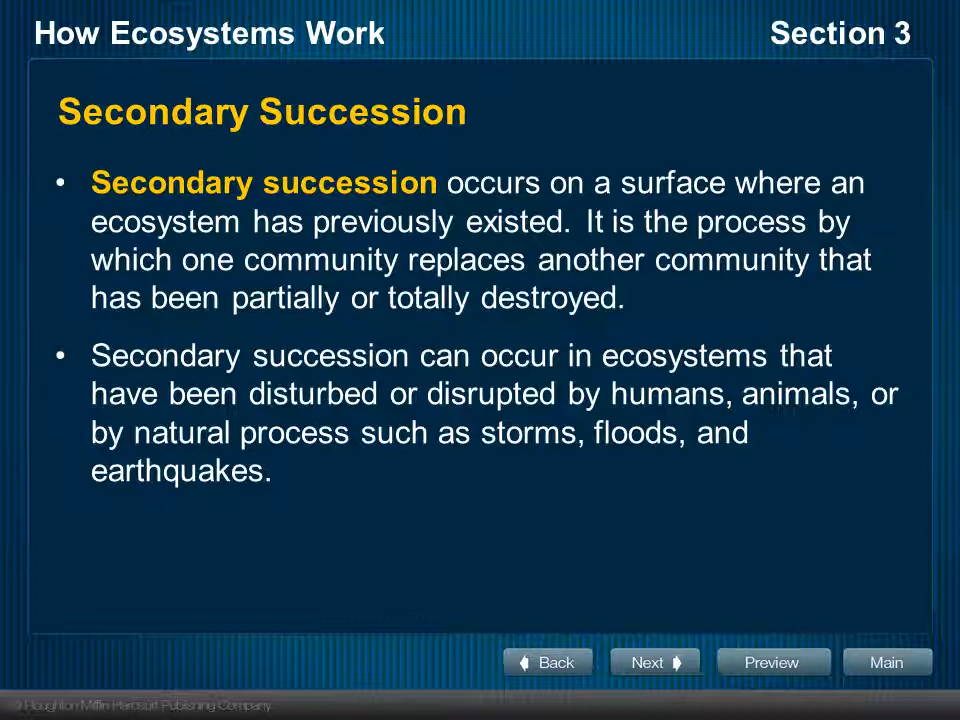 How Ecosystems Work
Section 3
Secondary Succession
• Secondary succession occurs on a surface where an
ecosystem has previously existed. It is the process by
which one community replaces another community that
has been partially or totally destroyed.
• Secondary succession can occur in ecosystems that
have been disturbed or disrupted by humans, animals, or
by natural process such as storms, floods, and
earthquakes.
Back
Next
Preview
Main
© Houghton Mifflin Harcourt Publishing Company